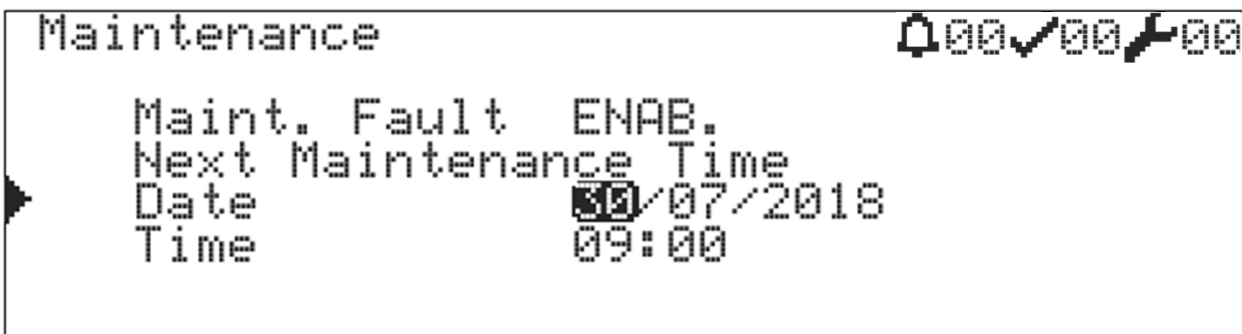 Maintenance 00 00 00
Maint. Fault ENAB.
Next Maintenance Time
Date 30/07/2018
Time 09:00